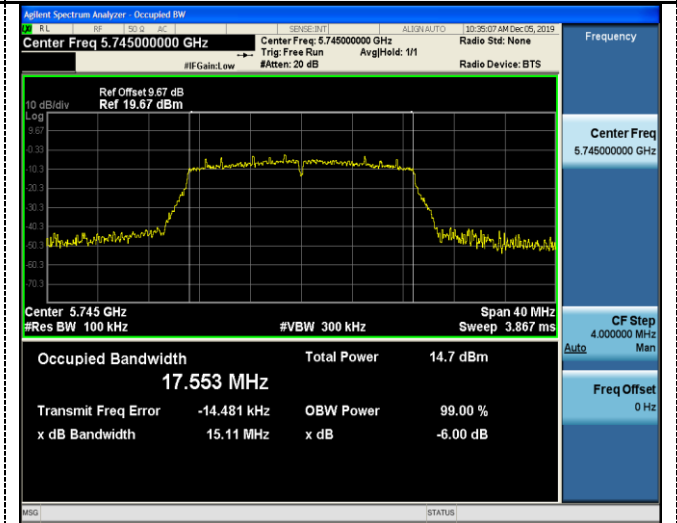 Agilent Spectrum Analyzer - Occupied BW
RL RF 50 Ω AC SENSE:INT ALIGN AUTO 10:35:07 AM Dec 05, 2019
Center Freq 5.745000000 GHz
Center Freq: 5.745000000 GHz
Radio Std: None
Trig: Free Run Avg|Hold: 1/1
#IFGain:Low #Atten: 20 dB Radio Device: BTS
Frequency
Ref Offset 9.67 dB
10 dB/div Ref 19.67 dBm
Log
9.67
-0.33
-10.3
-20.3
-30.3
-40.3
-50.3
-60.3
-70.3
Center 5.745 GHz Span 40 MHz
#Res BW 100 kHz #VBW 300 kHz Sweep 3.867 ms
Center Freq
5.745000000 GHz
CF Step
4.000000 MHz
Auto Man
Freq Offset
0 Hz
Occupied Bandwidth Total Power 14.7 dBm
17.553 MHz
Transmit Freq Error -14.481 kHz OBW Power 99.00 %
x dB Bandwidth 15.11 MHz x dB -6.00 dB
MSG STATUS